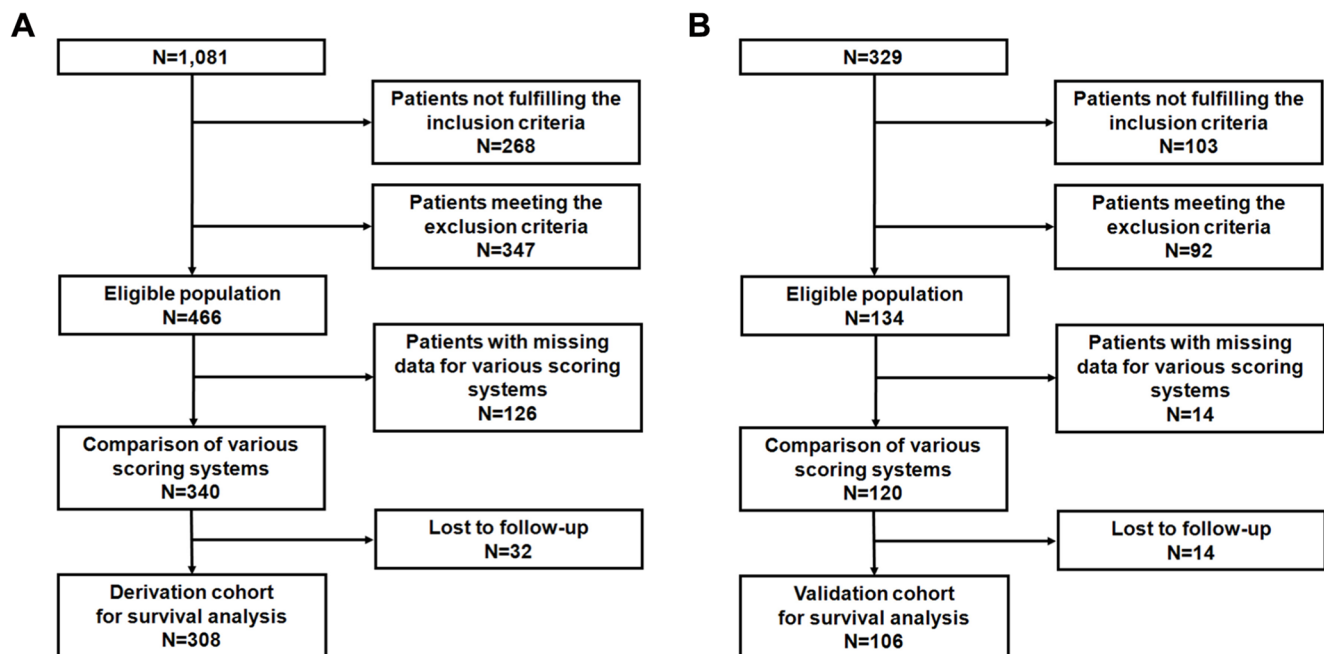 A
N=1,081
Patients not fulfilling the
inclusion criteria
N=268
Patients meeting the
exclusion criteria
N=347
Eligible population
N=466
Patients with missing
data for various scoring
systems
N=126
Comparison of various
scoring systems
N=340
Lost to follow-up
N=32
Derivation cohort
for survival analysis
N=308
B
N=329
Patients not fulfilling the
inclusion criteria
N=103
Patients meeting the
exclusion criteria
N=92
Eligible population
N=134
Patients with missing
data for various scoring
systems
N=14
Comparison of various
scoring systems
N=120
Lost to follow-up
N=14
Validation cohort
for survival analysis
N=106